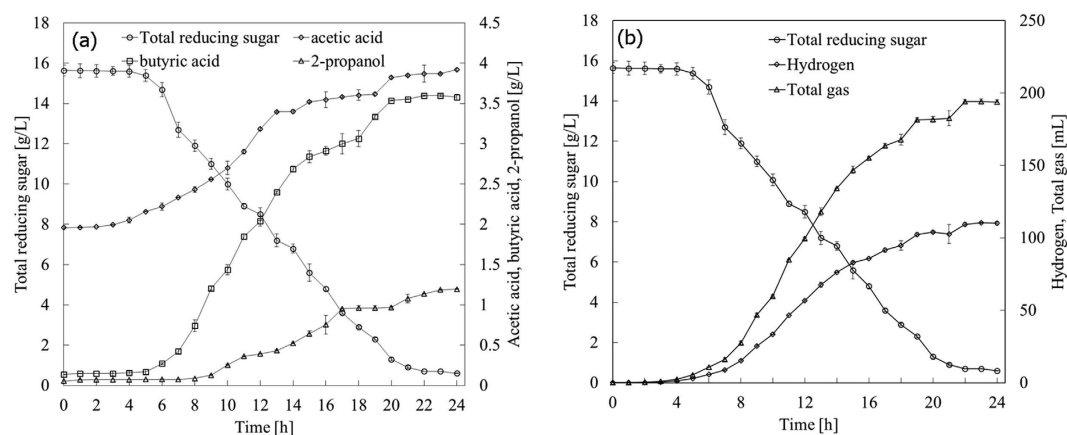 (a)
Total reducing sugar
acetic acid
butyric acid
2-propanol
Total reducing sugar [g/L]
18
16
14
12
10
8
6
4
2
0
4.5
4
3.5
3
2.5
2
1.5
1
0.5
0
Acetic acid, butyric acid, 2-propanol [g/L]
0 2 4 6 8 10 12 14 16 18 20 22 24
Time [h]
(b)
Total reducing sugar
Hydrogen
Total gas
Total reducing sugar [g/L]
18
16
14
12
10
8
6
4
2
0
250
200
150
100
50
0
Hydrogen, Total gas [mL]
0 4 8 12 16 20 24
Time [h]